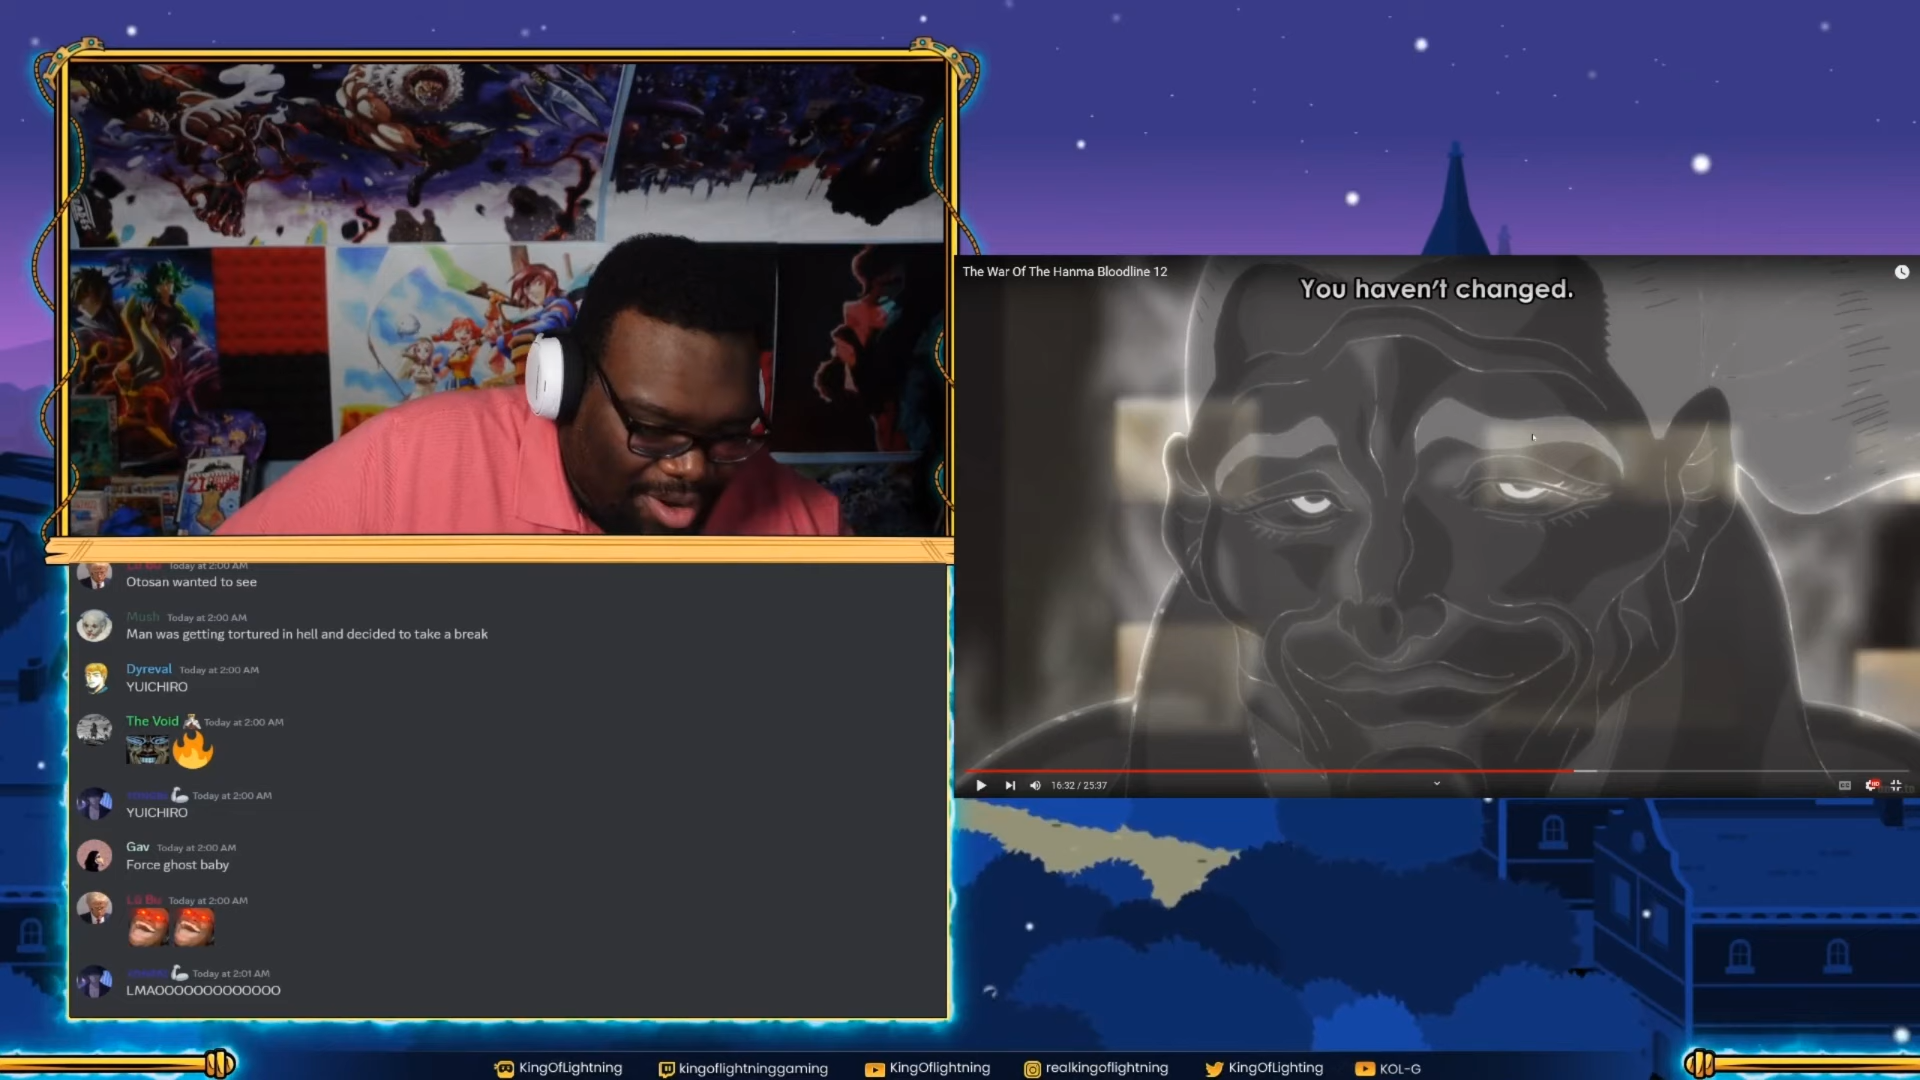 The War Of The Hanma Bloodline 12
You haven't changed.
16:32 / 25:37
Today at 2:00 AM
Otosan wanted to see
Mush Today at 2:00 AM
Man was getting tortured in hell and decided to take a break
Dyreval Today at 2:00 AM
YUICHIRO
The Void Today at 2:00 AM
Today at 2:00 AM
YUICHIRO
Gav Today at 2:00 AM
Force ghost baby
Lü Bu Today at 2:00 AM
Today at 2:01 AM
LMAOOOOOOOOOOOOO
KingOfLightning
kingoflightninggaming
KingOflightning
realkingoflightning
KingOfLighting
KOL-G